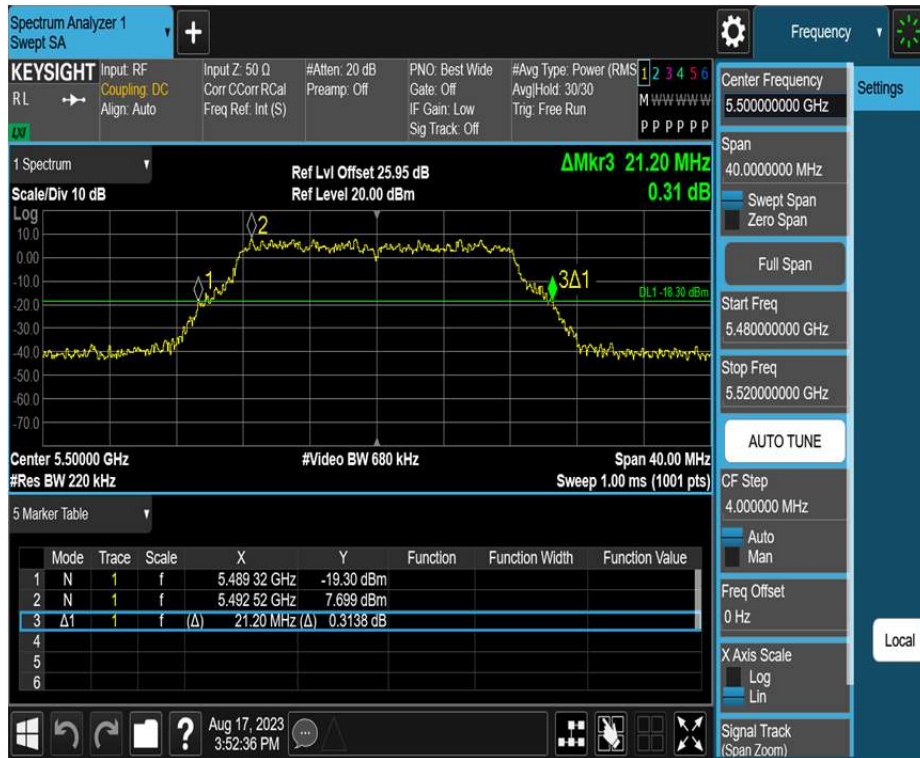 Spectrum Analyzer 1
Swept SA
+
Frequency
KEYSIGHT
RL
LXI
Input: RF
Coupling: DC
Align: Auto
Input Z: 50 Ω
Corr CCorr RCal
Freq Ref: Int (S)
#Atten: 20 dB
Preamp: Off
PNO: Best Wide
Gate: Off
IF Gain: Low
Sig Track: Off
#Avg Type: Power (RMS
Avg|Hold: 30/30
Trig: Free Run
1 2 3 4 5 6
M W W W W W
P P P P P P
1 Spectrum
Scale/Div 10 dB
Ref Lvl Offset 25.95 dB
Ref Level 20.00 dBm
ΔMkr3 21.20 MHz
0.31 dB
Log
10.0
0.00
-10.0
-20.0
-30.0
-40.0
-50.0
-60.0
-70.0
2
1
3Δ1
DL1 -18.30 dBm
Center 5.50000 GHz
#Video BW 680 kHz
Span 40.00 MHz
#Res BW 220 kHz
Sweep 1.00 ms (1001 pts)
5 Marker Table
Mode Trace Scale X Y Function Function Width Function Value
1 N 1 f 5.489 32 GHz -19.30 dBm
2 N 1 f 5.492 52 GHz 7.699 dBm
3 Δ1 1 f (Δ) 21.20 MHz (Δ) 0.3138 dB
4
5
6
?
Aug 17, 2023
3:52:36 PM
Center Frequency
5.500000000 GHz
Span
40.0000000 MHz
Swept Span
Zero Span
Full Span
Start Freq
5.480000000 GHz
Stop Freq
5.520000000 GHz
AUTO TUNE
CF Step
4.000000 MHz
Auto
Man
Freq Offset
0 Hz
X Axis Scale
Log
Lin
Signal Track
(Span Zoom)
Settings
Local